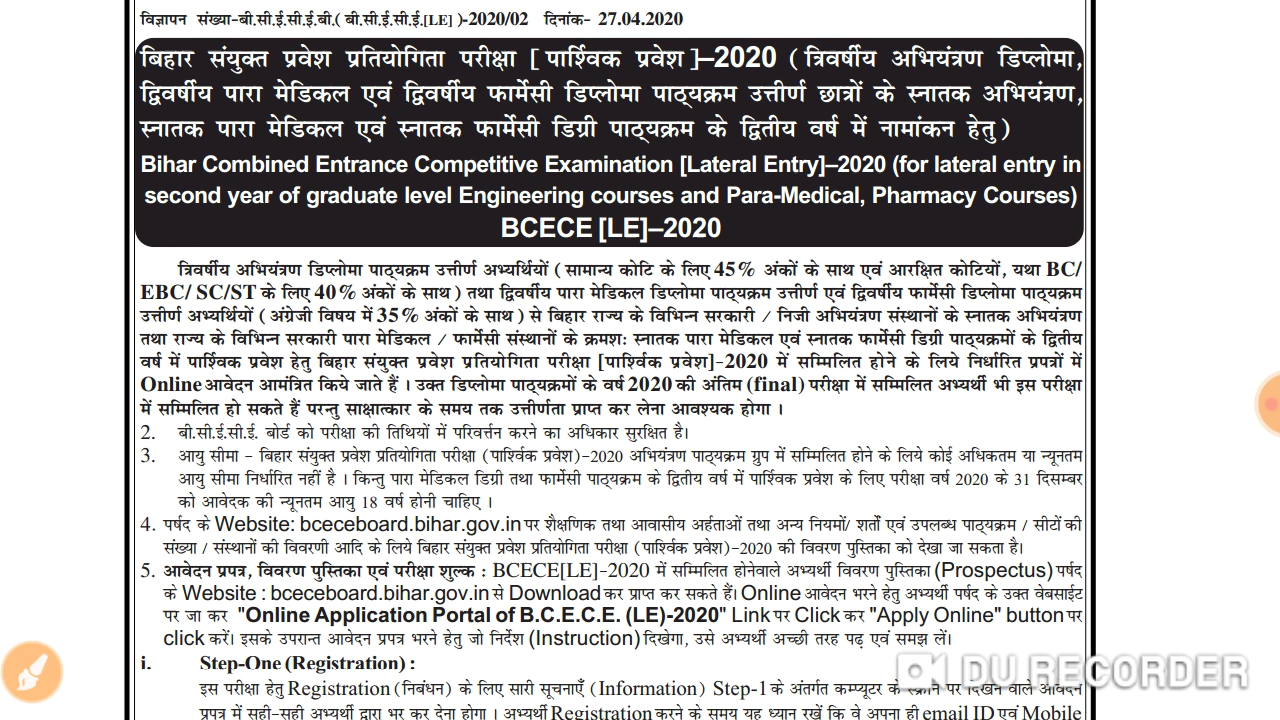 विज्ञापन संख्या-बी.सी.ई.सी.ई.बी.( बी.सी.ई.सी.ई.[LE] )-2020/02 दिनांक- 27.04.2020
बिहार संयुक्त प्रवेश प्रतियोगिता परीक्षा [ पार्श्विक प्रवेश ]–2020 ( त्रिवर्षीय अभियंत्रण डिप्लोमा,
द्विवर्षीय पारा मेडिकल एवं द्विवर्षीय फार्मेसी डिप्लोमा पाठ्यक्रम उत्तीर्ण छात्रों के स्नातक अभियंत्रण,
स्नातक पारा मेडिकल एवं स्नातक फार्मेसी डिग्री पाठ्यक्रम के द्वितीय वर्ष में नामांकन हेतु )
Bihar Combined Entrance Competitive Examination [Lateral Entry]–2020 (for lateral entry in
second year of graduate level Engineering courses and Para-Medical, Pharmacy Courses)
BCECE [LE]–2020
त्रिवर्षीय अभियंत्रण डिप्लोमा पाठ्यक्रम उत्तीर्ण अभ्यर्थियों ( सामान्य कोटि के लिए 45% अंकों के साथ एवं आरक्षित कोटियों, यथा BC/
EBC/ SC/ST के लिए 40% अंकों के साथ ) तथा द्विवर्षीय पारा मेडिकल डिप्लोमा पाठ्यक्रम उत्तीर्ण एवं द्विवर्षीय फार्मेसी डिप्लोमा पाठ्यक्रम
उत्तीर्ण अभ्यर्थियों ( अंग्रेजी विषय में 35% अंकों के साथ ) से बिहार राज्य के विभिन्न सरकारी / निजी अभियंत्रण संस्थानों के स्नातक अभियंत्रण
तथा राज्य के विभिन्न सरकारी पारा मेडिकल / फार्मेसी संस्थानों के क्रमशः स्नातक पारा मेडिकल एवं स्नातक फार्मेसी डिग्री पाठ्यक्रमों के द्वितीय
वर्ष में पार्श्विक प्रवेश हेतु बिहार संयुक्त प्रवेश प्रतियोगिता परीक्षा [पार्श्विक प्रवेश]-2020 में सम्मिलित होने के लिये निर्धारित प्रपत्रों में
Online आवेदन आमंत्रित किये जाते हैं । उक्त डिप्लोमा पाठ्यक्रमों के वर्ष 2020 की अंतिम (final) परीक्षा में सम्मिलित अभ्यर्थी भी इस परीक्षा
में सम्मिलित हो सकते हैं परन्तु साक्षात्कार के समय तक उत्तीर्णता प्राप्त कर लेना आवश्यक होगा ।
2. बी.सी.ई.सी.ई. बोर्ड को परीक्षा की तिथियों में परिवर्त्तन करने का अधिकार सुरक्षित है।
3. आयु सीमा - बिहार संयुक्त प्रवेश प्रतियोगिता परीक्षा (पार्श्विक प्रवेश)-2020 अभियंत्रण पाठ्यक्रम ग्रुप में सम्मिलित होने के लिये कोई अधिकतम या न्यूनतम
आयु सीमा निर्धारित नहीं है । किन्तु पारा मेडिकल डिग्री तथा फार्मेसी पाठ्यक्रम के द्वितीय वर्ष में पार्श्विक प्रवेश के लिए परीक्षा वर्ष 2020 के 31 दिसम्बर
को आवेदक की न्यूनतम आयु 18 वर्ष होनी चाहिए ।
4. पर्षद के Website: bceceboard.bihar.gov.in पर शैक्षणिक तथा आवासीय अर्हताओं तथा अन्य नियमों/ शर्तों एवं उपलब्ध पाठ्यक्रम / सीटों की
संख्या / संस्थानों की विवरणी आदि के लिये बिहार संयुक्त प्रवेश प्रतियोगिता परीक्षा (पार्श्विक प्रवेश)-2020 की विवरण पुस्तिका को देखा जा सकता है।
5. आवेदन प्रपत्र, विवरण पुस्तिका एवं परीक्षा शुल्क : BCECE[LE]-2020 में सम्मिलित होनेवाले अभ्यर्थी विवरण पुस्तिका (Prospectus) पर्षद
के Website : bceceboard.bihar.gov.in से Download कर प्राप्त कर सकते हैं। Online आवेदन भरने हेतु अभ्यर्थी पर्षद के उक्त वेबसाईट
पर जा कर "Online Application Portal of B.C.E.C.E. (LE)-2020" Link पर Click कर "Apply Online" button पर
click करें। इसके उपरान्त आवेदन प्रपत्र भरने हेतु जो निर्देश (Instruction) दिखेगा, उसे अभ्यर्थी अच्छी तरह पढ़ एवं समझ लें।
i. Step-One (Registration) :
इस परीक्षा हेतु Registration (निबंधन) के लिए सारी सूचनाएँ (Information) Step-1 के अंतर्गत कम्प्यूटर के स्क्रीन पर दिखने वाले आवेदन
प्रपत्र में सही-सही अभ्यर्थी द्वारा भर कर देना होगा । अभ्यर्थी Registration करने के समय यह ध्यान रखें कि वे अपना ही email ID एवं Mobile
DU RECORDER